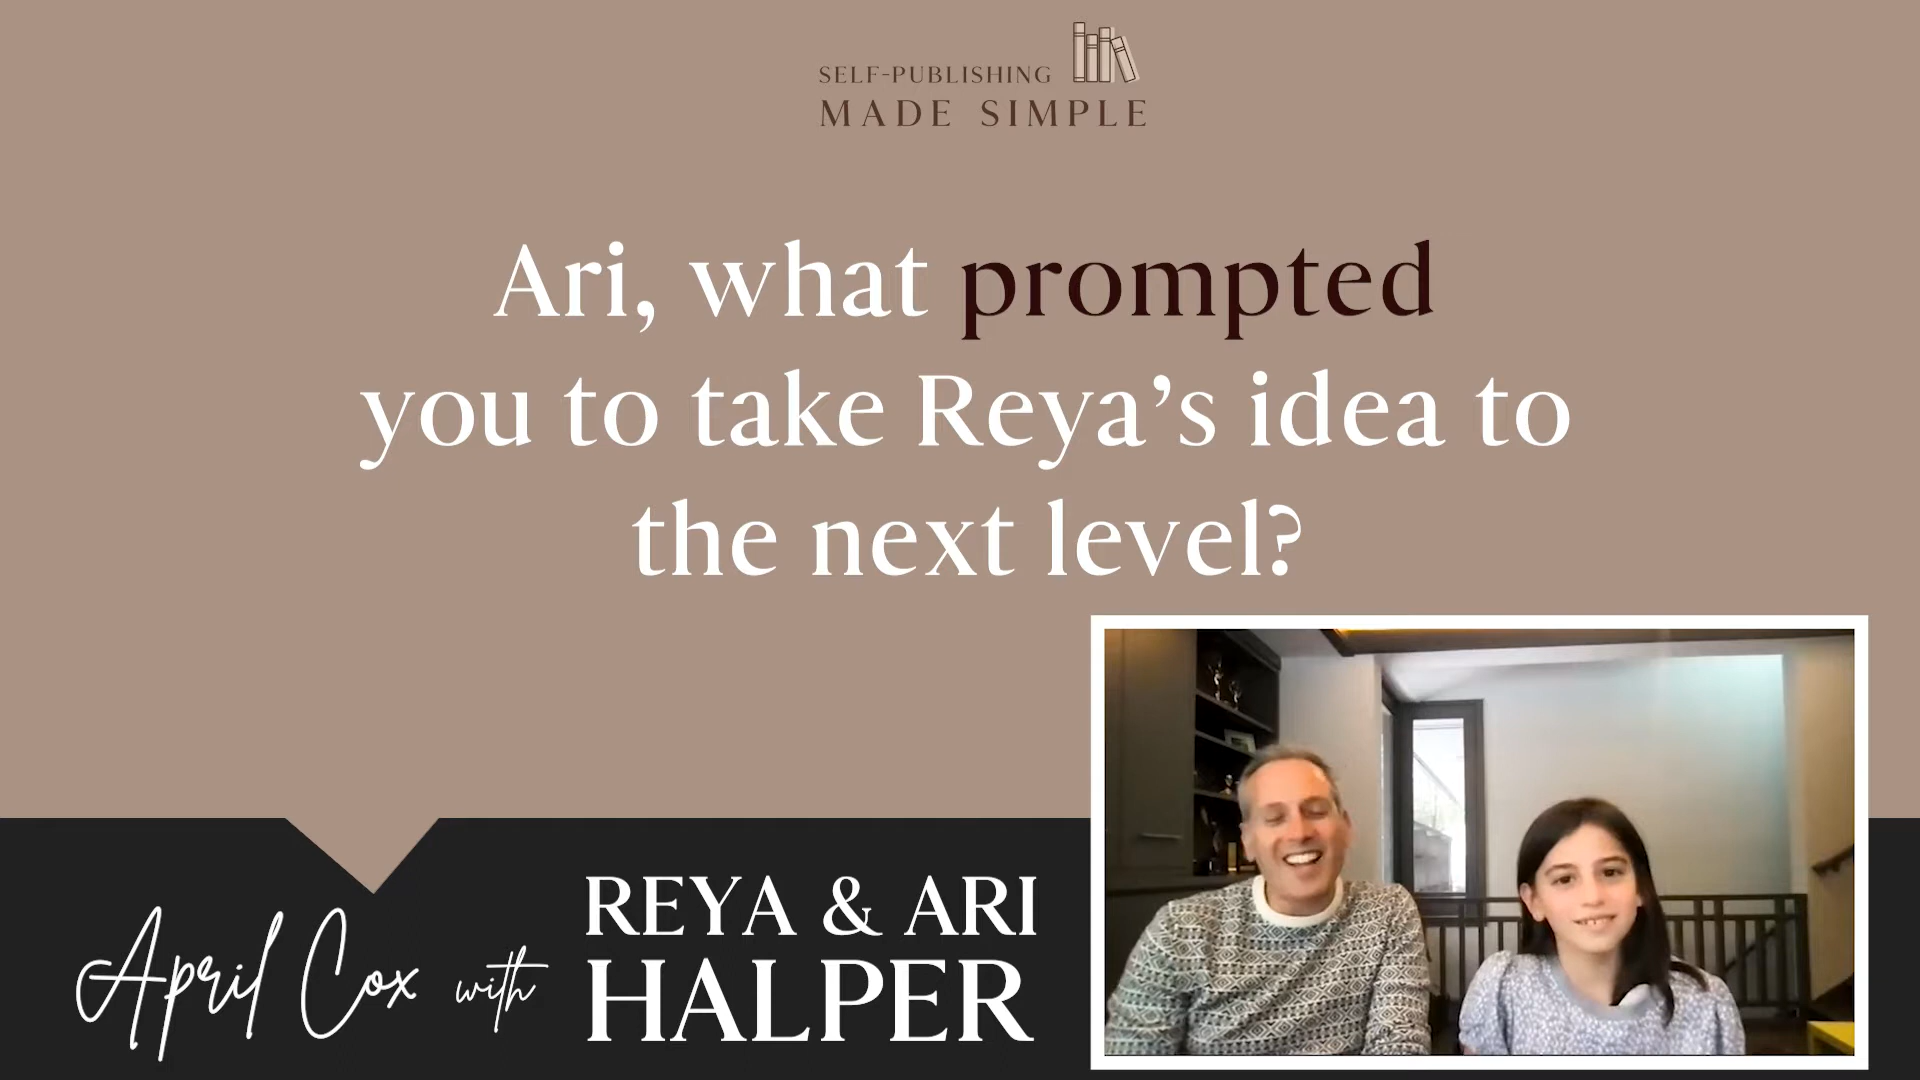 SELF-PUBLISHING
MADE SIMPLE
Ari, what prompted
you to take Reya’s idea to
the next level?
April Cox with
REYA & ARI
HALPER